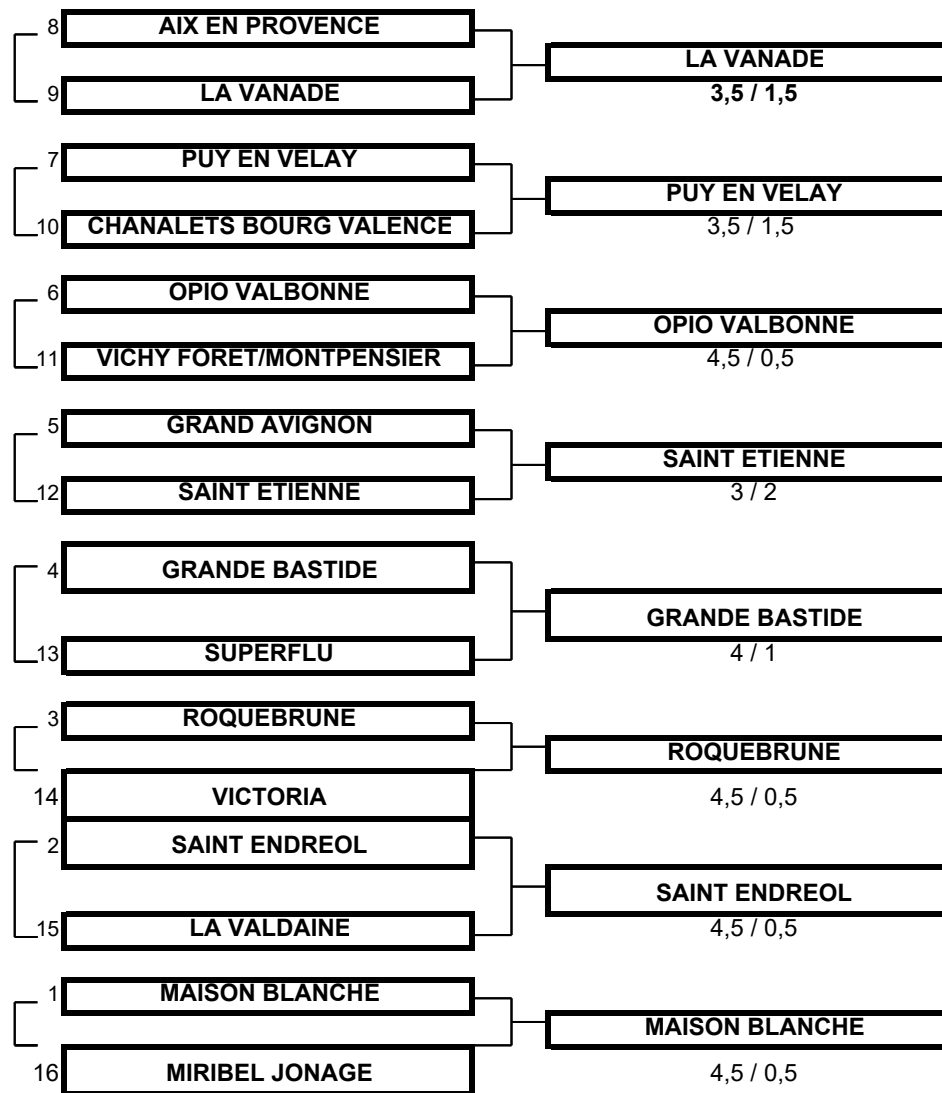 8 AIX EN PROVENCE
LA VANADE
9 LA VANADE
3,5 / 1,5
7 PUY EN VELAY
PUY EN VELAY
10 CHANALETS BOURG VALENCE
3,5 / 1,5
6 OPIO VALBONNE
OPIO VALBONNE
11 VICHY FORET/MONTPENSIER
4,5 / 0,5
5 GRAND AVIGNON
SAINT ETIENNE
12 SAINT ETIENNE
3 / 2
4 GRANDE BASTIDE
GRANDE BASTIDE
13 SUPERFLU
4 / 1
3 ROQUEBRUNE
ROQUEBRUNE
14 VICTORIA
4,5 / 0,5
2 SAINT ENDREOL
SAINT ENDREOL
15 LA VALDAINE
4,5 / 0,5
1 MAISON BLANCHE
MAISON BLANCHE
16 MIRIBEL JONAGE
4,5 / 0,5